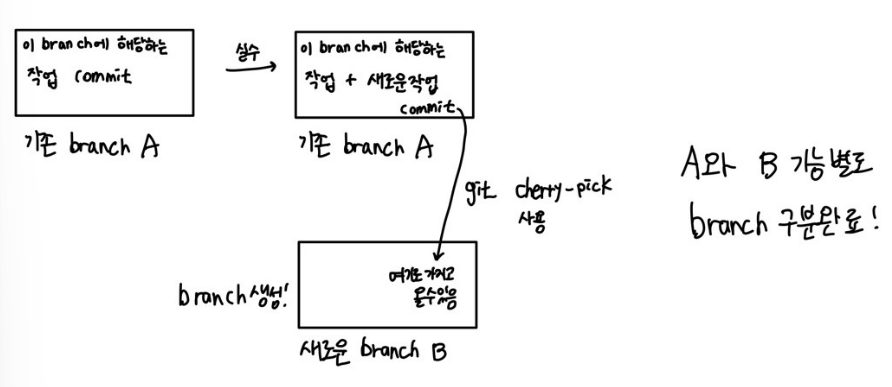 이 branch에 해당하는
작업 commit
기존 branch A
실수
이 branch에 해당하는
작업 + 새로운작업
commit
기존 branch A
git cherry-pick
사용
branch생성!
여기로 가지고
올수있음
새로운 branch B
A와 B 기능별도
branch 구분완료!